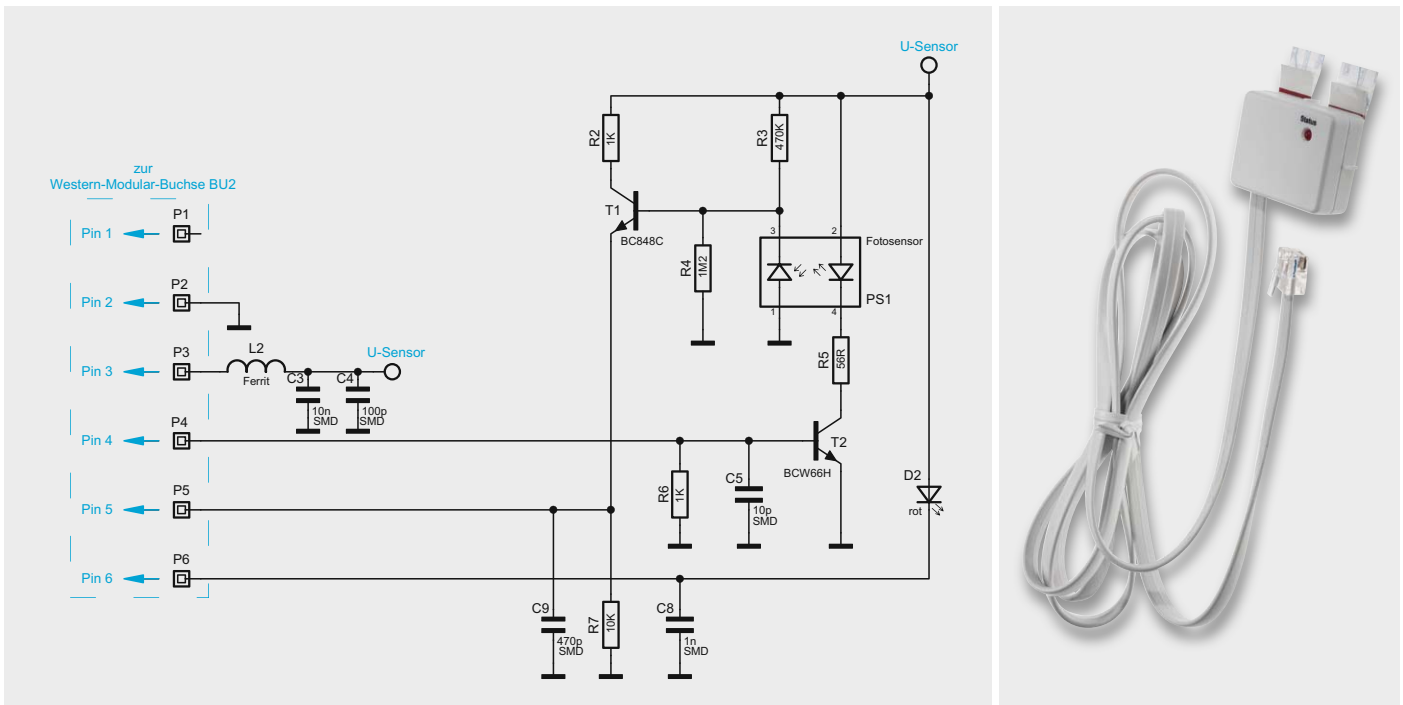 U-Sensor
R2
1K
R3
470K
zur
Western-Modular-Buchse BU2
T1
BC848C
P1
Pin 1
3
2
Fotosensor
R4
1M2
P2
Pin 2
PS1
1
4
P3
Pin 3
L2
Ferrit
U-Sensor
C3
10n
SMD
C4
100p
SMD
R5
56R
P4
Pin 4
T2
BCW66H
R6
1K
C5
10p
SMD
D2
rot
P5
Pin 5
P6
Pin 6
C9
470p
SMD
R7
10K
C8
1n
SMD
Status